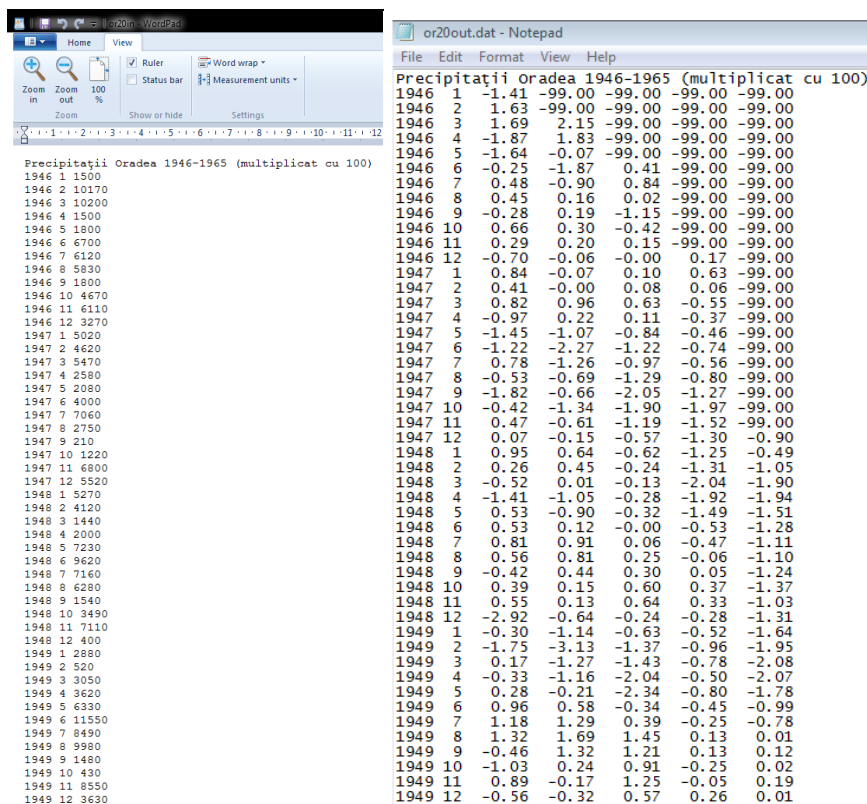 or20in - WordPad
Home View
Zoom in
Zoom out
100 %
Zoom
Ruler
Status bar
Show or hide
Word wrap
Measurement units
Settings
1 2 3 4 5 6 7 8 9 10 11 12
Precipitaţii Oradea 1946-1965 (multiplicat cu 100)
1946 1 1500
1946 2 10170
1946 3 10200
1946 4 1500
1946 5 1800
1946 6 6700
1946 7 6120
1946 8 5830
1946 9 1800
1946 10 4670
1946 11 6110
1946 12 3270
1947 1 5020
1947 2 4620
1947 3 5470
1947 4 2580
1947 5 2080
1947 6 4000
1947 7 7060
1947 8 2750
1947 9 210
1947 10 1220
1947 11 6800
1947 12 5520
1948 1 5270
1948 2 4120
1948 3 1440
1948 4 2000
1948 5 7230
1948 6 9620
1948 7 7160
1948 8 6280
1948 9 1540
1948 10 3490
1948 11 7110
1948 12 400
1949 1 2880
1949 2 520
1949 3 3050
1949 4 3620
1949 5 6330
1949 6 11550
1949 7 8490
1949 8 9980
1949 9 1480
1949 10 430
1949 11 8550
1949 12 3630
or20out.dat - Notepad
File Edit Format View Help
Precipitaţii Oradea 1946-1965 (multiplicat cu 100)
1946 1 -1.41 -99.00 -99.00 -99.00 -99.00
1946 2 1.63 -99.00 -99.00 -99.00 -99.00
1946 3 1.69 2.15 -99.00 -99.00 -99.00
1946 4 -1.87 1.83 -99.00 -99.00 -99.00
1946 5 -1.64 -0.07 -99.00 -99.00 -99.00
1946 6 -0.25 -1.87 0.41 -99.00 -99.00
1946 7 0.48 -0.90 0.84 -99.00 -99.00
1946 8 0.45 0.16 0.02 -99.00 -99.00
1946 9 -0.28 0.19 -1.15 -99.00 -99.00
1946 10 0.66 0.30 -0.42 -99.00 -99.00
1946 11 0.29 0.20 0.15 -99.00 -99.00
1946 12 -0.70 -0.06 -0.00 0.17 -99.00
1947 1 0.84 -0.07 0.10 0.63 -99.00
1947 2 0.41 -0.00 0.08 0.06 -99.00
1947 3 0.82 0.96 0.63 -0.55 -99.00
1947 4 -0.97 0.22 0.11 -0.37 -99.00
1947 5 -1.45 -1.07 -0.84 -0.46 -99.00
1947 6 -1.22 -2.27 -1.22 -0.74 -99.00
1947 7 0.78 -1.26 -0.97 -0.56 -99.00
1947 8 -0.53 -0.69 -1.29 -0.80 -99.00
1947 9 -1.82 -0.66 -2.05 -1.27 -99.00
1947 10 -0.42 -1.34 -1.90 -1.97 -99.00
1947 11 0.47 -0.61 -1.19 -1.52 -99.00
1947 12 0.07 -0.15 -0.57 -1.30 -0.90
1948 1 0.95 0.64 -0.62 -1.25 -0.49
1948 2 0.26 0.45 -0.24 -1.31 -1.05
1948 3 -0.52 0.01 -0.13 -2.04 -1.90
1948 4 -1.41 -1.05 -0.28 -1.92 -1.94
1948 5 0.53 -0.90 -0.32 -1.49 -1.51
1948 6 0.53 0.12 -0.00 -0.53 -1.28
1948 7 0.81 0.91 0.06 -0.47 -1.11
1948 8 0.56 0.81 0.25 -0.06 -1.10
1948 9 -0.42 0.44 0.30 0.05 -1.24
1948 10 0.39 0.15 0.60 0.37 -1.37
1948 11 0.55 0.13 0.64 0.33 -1.03
1948 12 -2.92 -0.64 -0.24 -0.28 -1.31
1949 1 -0.30 -1.14 -0.63 -0.52 -1.64
1949 2 -1.75 -3.13 -1.37 -0.96 -1.95
1949 3 0.17 -1.27 -1.43 -0.78 -2.08
1949 4 -0.33 -1.16 -2.04 -0.50 -2.07
1949 5 0.28 -0.21 -2.34 -0.80 -1.78
1949 6 0.96 0.58 -0.34 -0.45 -0.99
1949 7 1.18 1.29 0.39 -0.25 -0.78
1949 8 1.32 1.69 1.45 0.13 0.01
1949 9 -0.46 1.32 1.21 0.13 0.12
1949 10 -1.03 0.24 0.91 -0.25 0.02
1949 11 0.89 -0.17 1.25 -0.05 0.19
1949 12 -0.56 -0.32 0.57 0.26 0.01